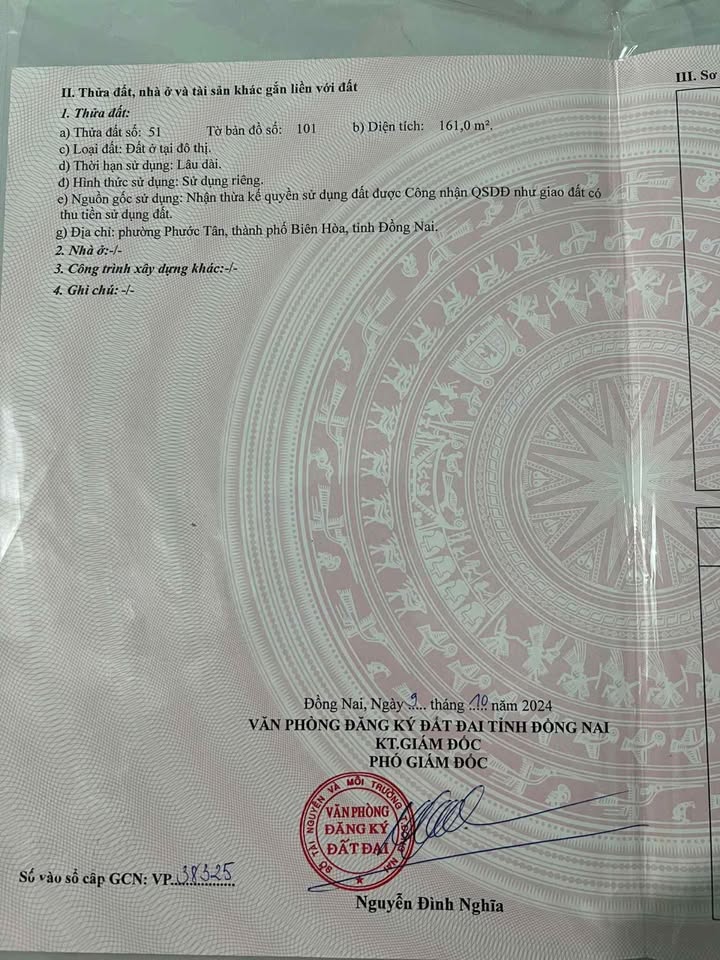 II. Thửa đất, nhà ở và tài sản khác gắn liền với đất
III. Sơ
1. Thửa đất:
a) Thửa đất số: 51 Tờ bản đồ số: 101 b) Diện tích: 161,0 m².
c) Loại đất: Đất ở tại đô thị.
d) Thời hạn sử dụng: Lâu dài.
đ) Hình thức sử dụng: Sử dụng riêng.
e) Nguồn gốc sử dụng: Nhận thừa kế quyền sử dụng đất được Công nhận QSDĐ như giao đất có
thu tiền sử dụng đất.
g) Địa chỉ: phường Phước Tân, thành phố Biên Hòa, tỉnh Đồng Nai.
2. Nhà ở:-/-
3. Công trình xây dựng khác:-/-
4. Ghi chú: -/-
Đồng Nai, Ngày 9 tháng 10 năm 2024
VĂN PHÒNG ĐĂNG KÝ ĐẤT ĐAI TỈNH ĐỒNG NAI
KT.GIÁM ĐỐC
PHÓ GIÁM ĐỐC
SỞ TÀI NGUYÊN VÀ MÔI TRƯỜNG
VĂN PHÒNG
ĐĂNG KÝ
ĐẤT ĐAI
Số vào sổ cấp GCN: VP 38325
Nguyễn Đình Nghĩa